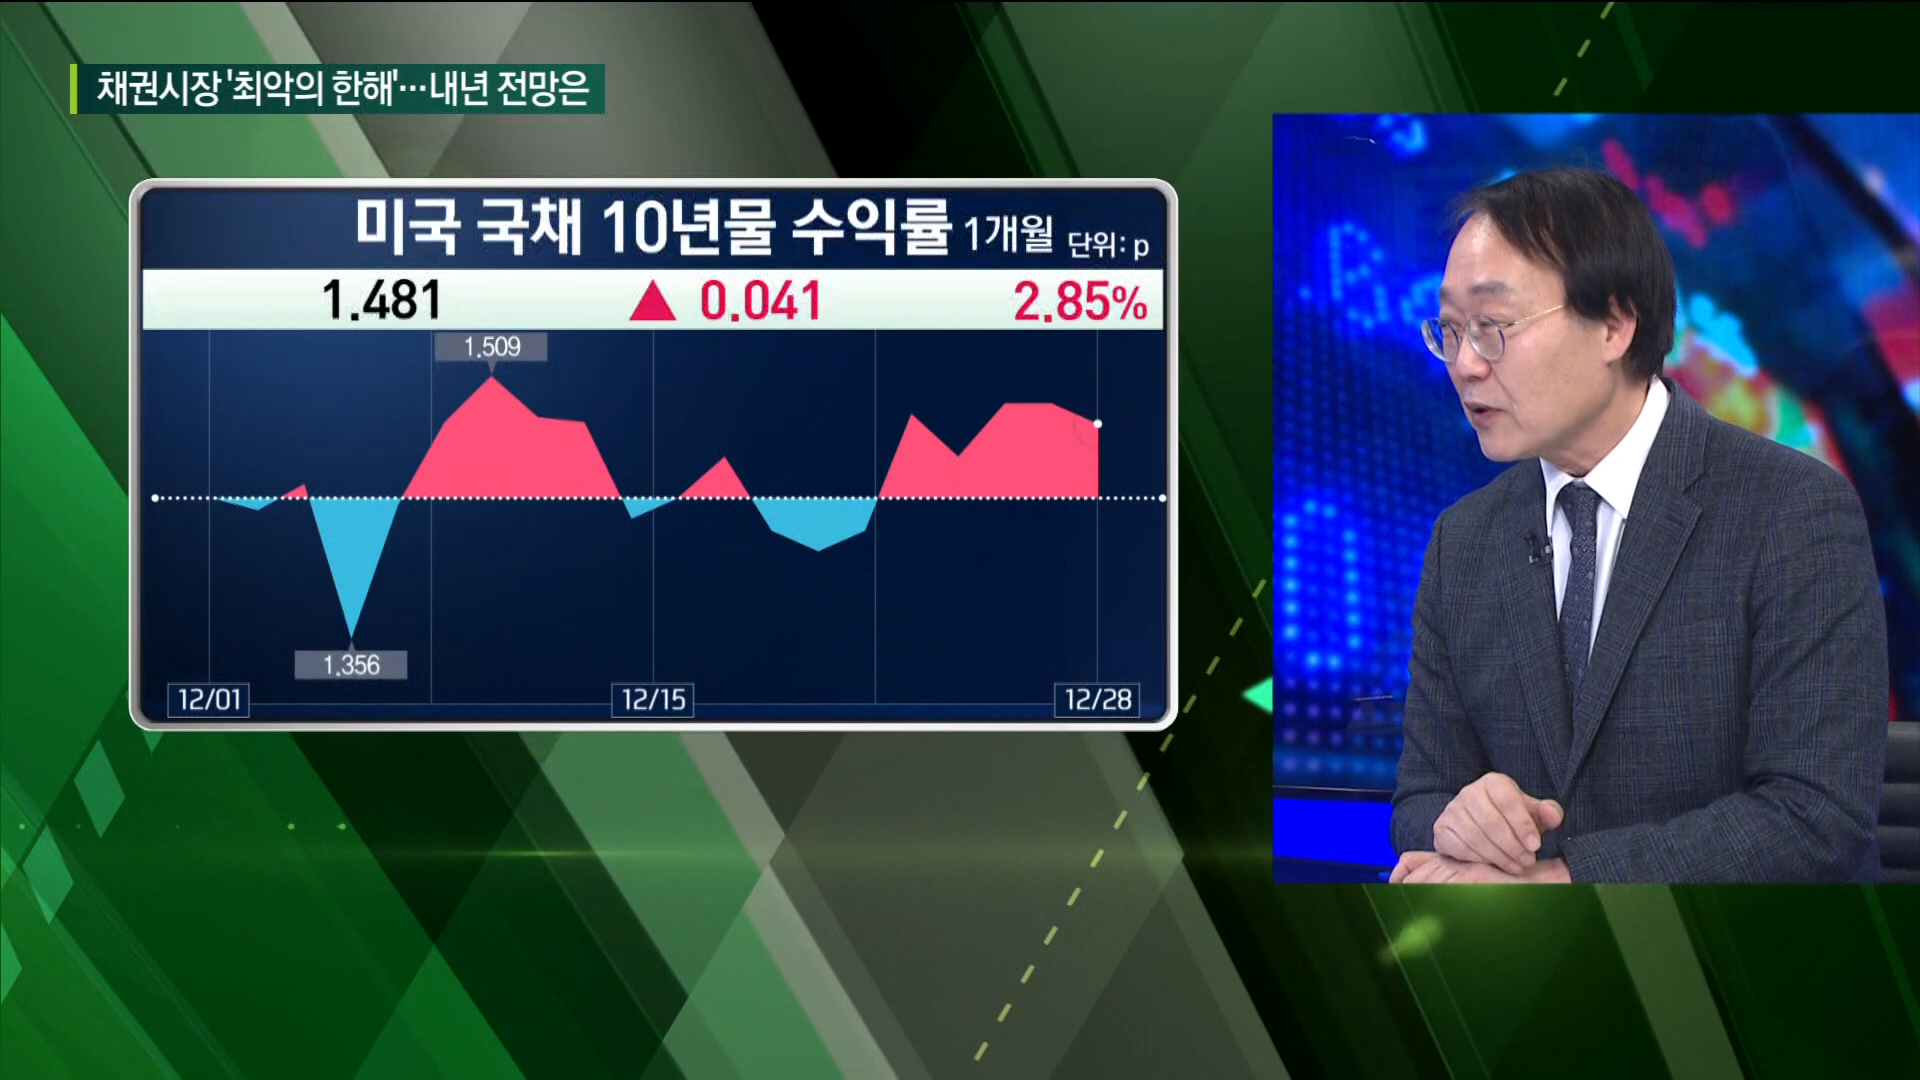 채권시장 '최악의 한해'…내년 전망은
미국 국채 10년물 수익률 1개월 단위: p
1.481 ▲ 0.041 2.85%
1.509
1.356
12/01 12/15 12/28